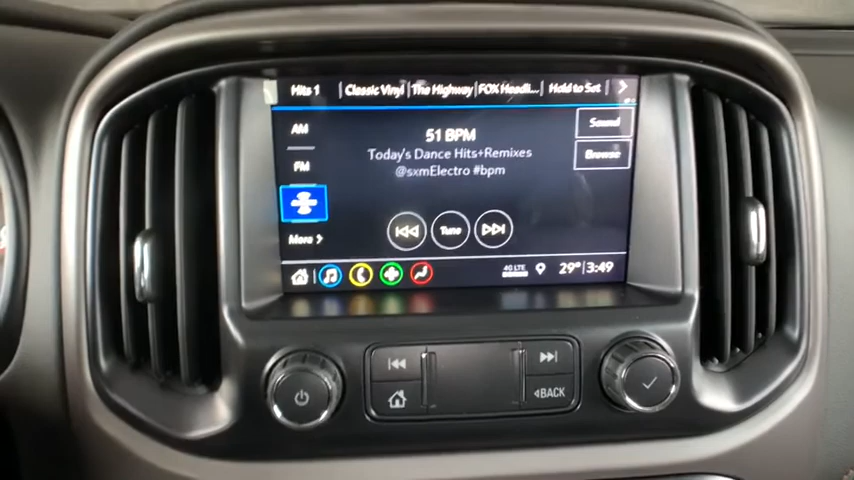 Hits 1 Classic Vinyl The Highway FOX Headli... Hold to Set
AM
51 BPM
Sound
Today's Dance Hits+Remixes
Browse
FM
@sxmElectro #bpm
Tune
More
4G LTE 29° 3:49
BACK